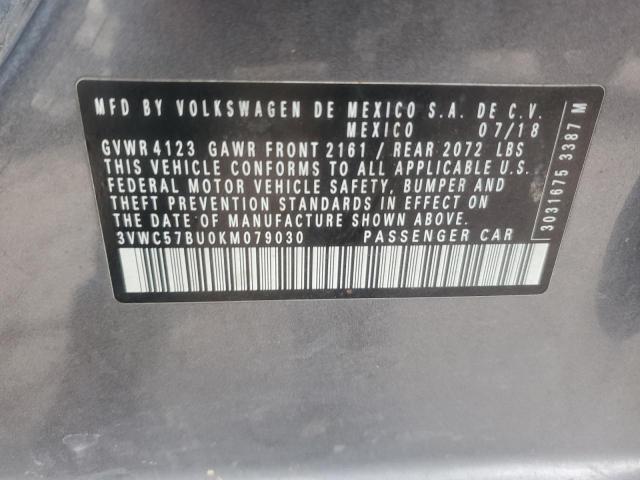 MFD BY VOLKSWAGEN DE MEXICO S.A. DE C.V.
MEXICO 07/18
GVWR 4123 GAWR FRONT 2161 / REAR 2072 LBS
THIS VEHICLE CONFORMS TO ALL APPLICABLE U.S.
FEDERAL MOTOR VEHICLE SAFETY, BUMPER AND
THEFT PREVENTION STANDARDS IN EFFECT ON
THE DATE OF MANUFACTURE SHOWN ABOVE.
3VWC57BU0KM079030 PASSENGER CAR
3031675 3387 M